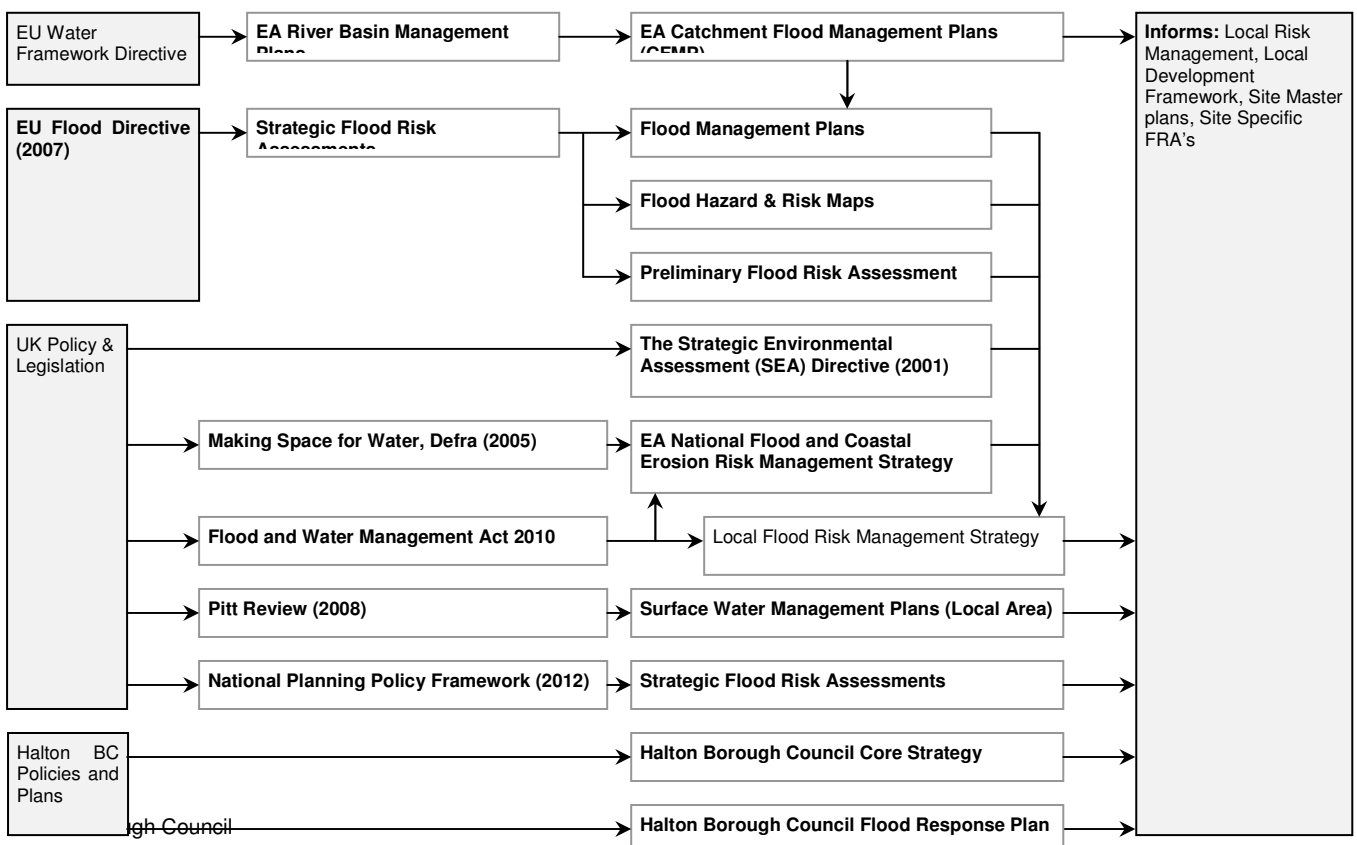 EU Water
Framework Directive
EA River Basin Management
Plans
EA Catchment Flood Management Plans
(CFMP)
Informs: Local Risk
Management, Local
Development
Framework, Site Master
plans, Site Specific
FRA's
EU Flood Directive
(2007)
Strategic Flood Risk
Assessments
Flood Management Plans
Flood Hazard & Risk Maps
Preliminary Flood Risk Assessment
UK Policy &
Legislation
The Strategic Environmental
Assessment (SEA) Directive (2001)
Making Space for Water, Defra (2005)
EA National Flood and Coastal
Erosion Risk Management Strategy
Flood and Water Management Act 2010
Local Flood Risk Management Strategy
Pitt Review (2008)
Surface Water Management Plans (Local Area)
National Planning Policy Framework (2012)
Strategic Flood Risk Assessments
Halton BC
Policies and
Plans
Halton Borough Council Core Strategy
gh Council
Halton Borough Council Flood Response Plan